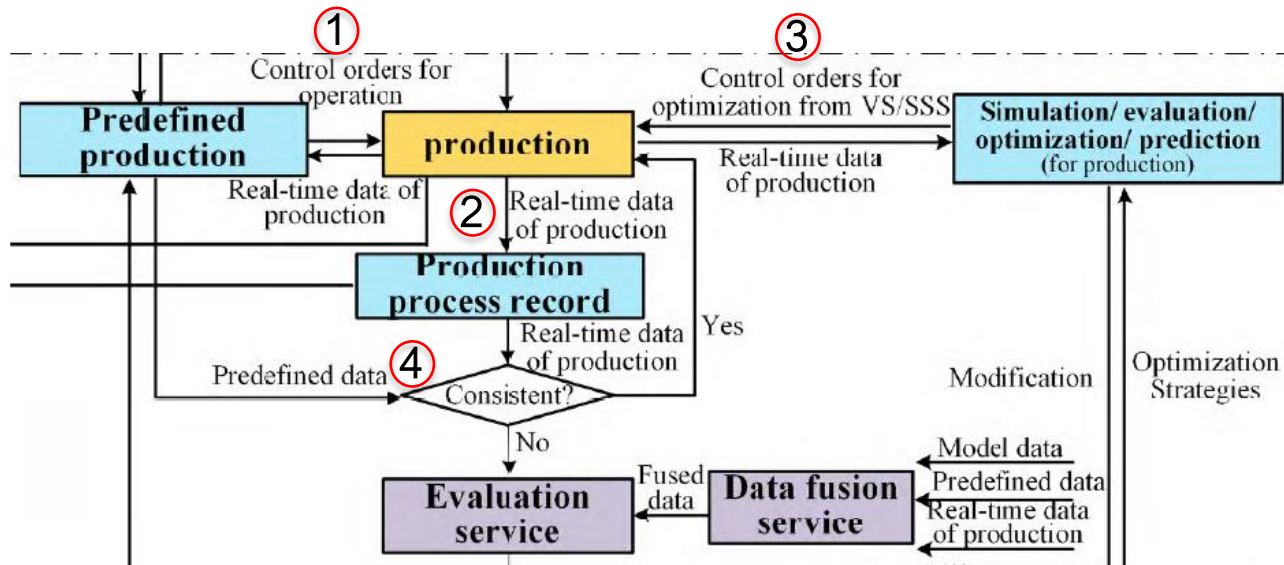 1
3
Control orders for
operation
Control orders for
optimization from VS/SSS
Predefined
production
production
Simulation/ evaluation/
optimization/ prediction
(for production)
Real-time data of
production
2
Real-time data
of production
Real-time data
of production
Production
process record
Real-time data
of production
Yes
4
Predefined data
Consistent?
Modification
Optimization
Strategies
No
Model data
Predefined data
Real-time data
of production
Fused
data
Evaluation
service
Data fusion
service